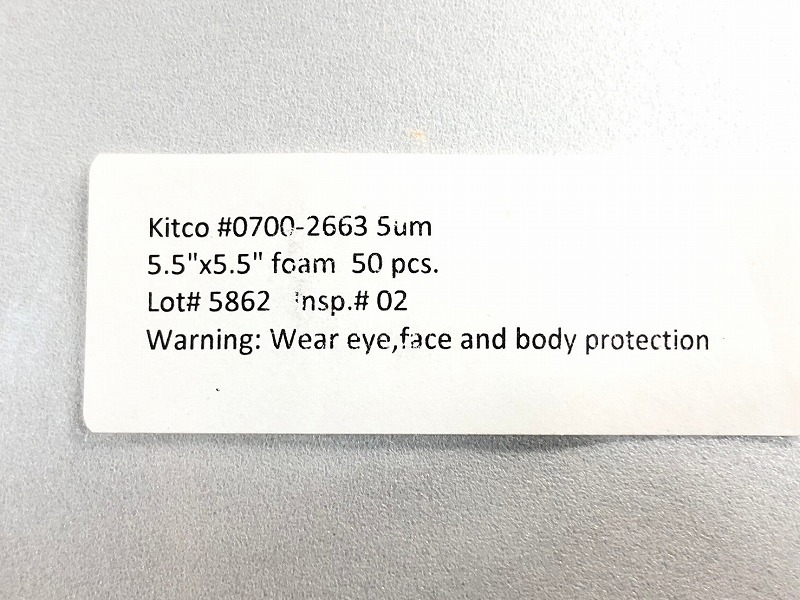 Kitco #0700-2663 5um
5.5"x5.5" foam 50 pcs.
Lot# 5862 Insp.# 02
Warning: Wear eye,face and body protection